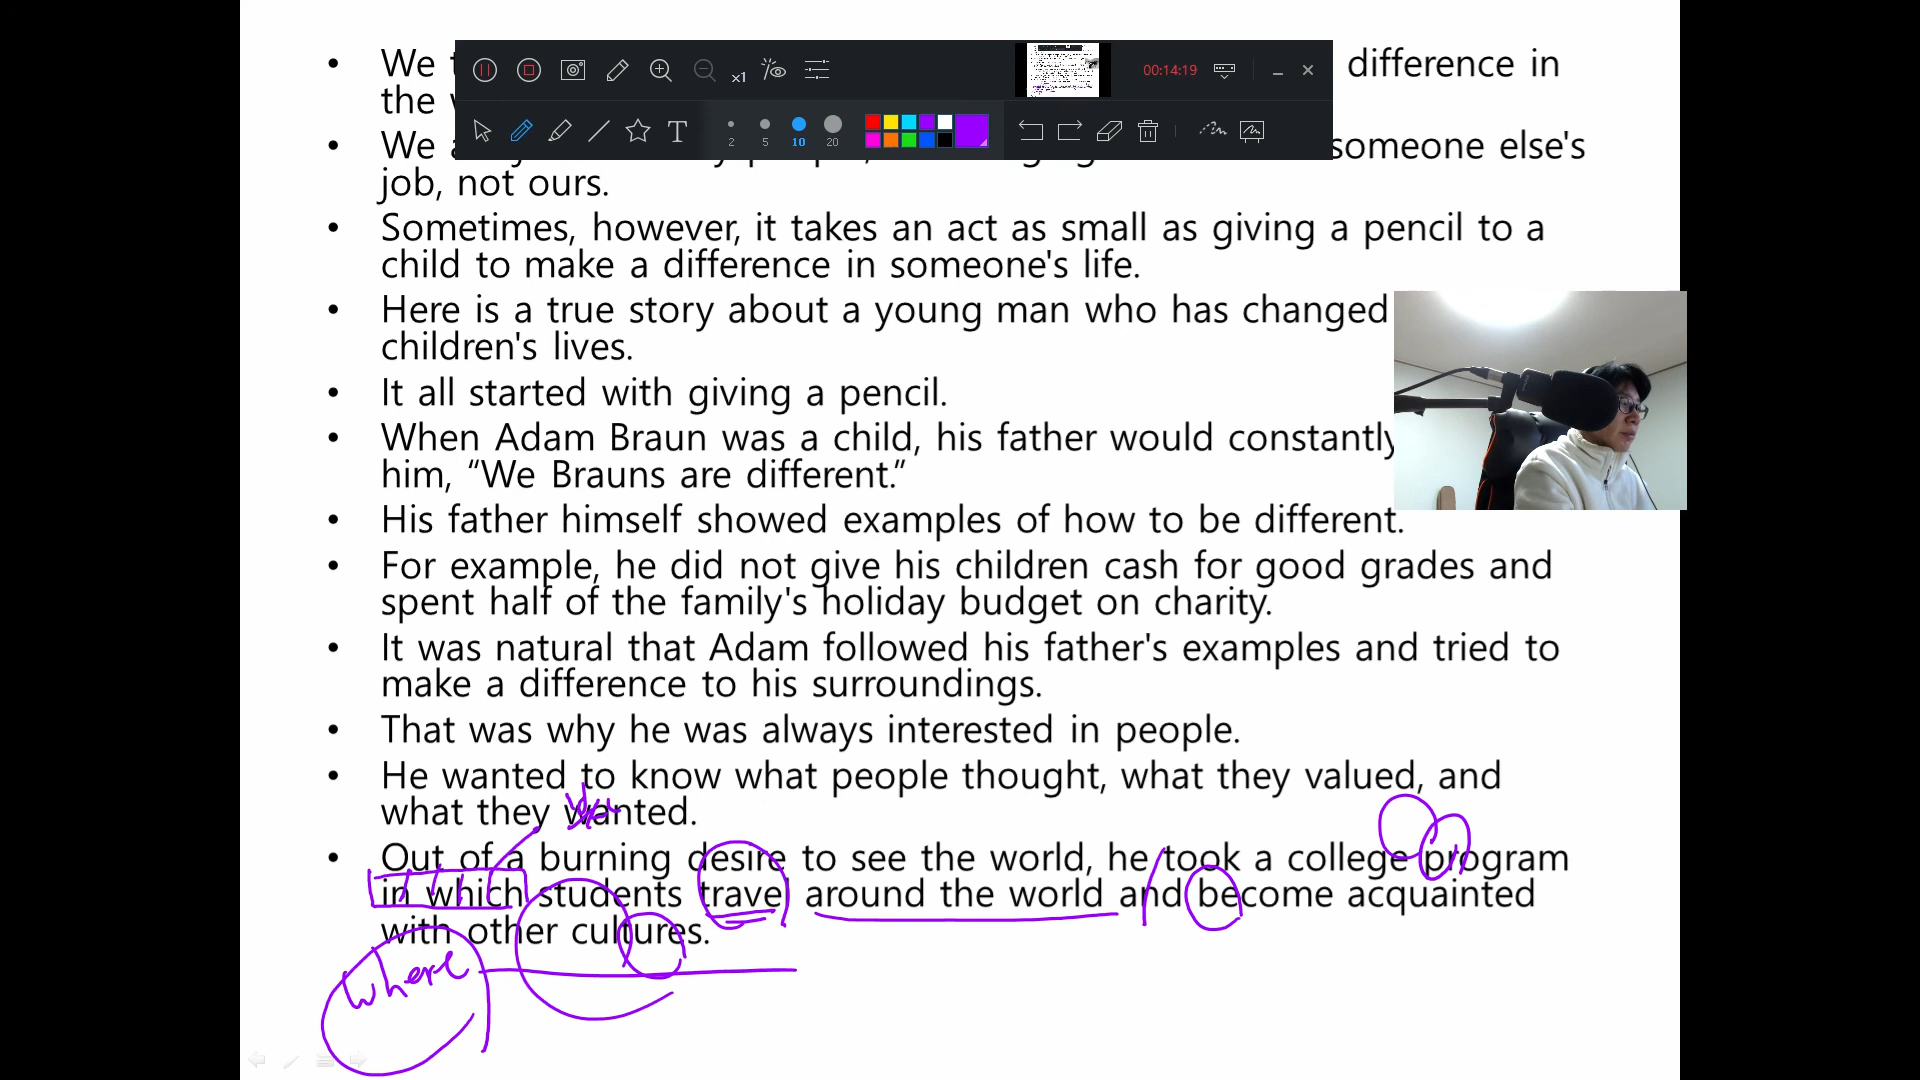 • We
difference in
the
x1
00:14:19
2 5 10 20
• We
someone else's
job, not ours.
• Sometimes, however, it takes an act as small as giving a pencil to a
child to make a difference in someone's life.
• Here is a true story about a young man who has changed
children's lives.
• It all started with giving a pencil.
• When Adam Braun was a child, his father would constantly
him, “We Brauns are different.”
• His father himself showed examples of how to be different.
• For example, he did not give his children cash for good grades and
spent half of the family's holiday budget on charity.
• It was natural that Adam followed his father's examples and tried to
make a difference to his surroundings.
• That was why he was always interested in people.
• He wanted to know what people thought, what they valued, and
what they wanted.
• Out of a burning desire to see the world, he took a college program
in which students travel around the world and become acquainted
with other cultures.
where